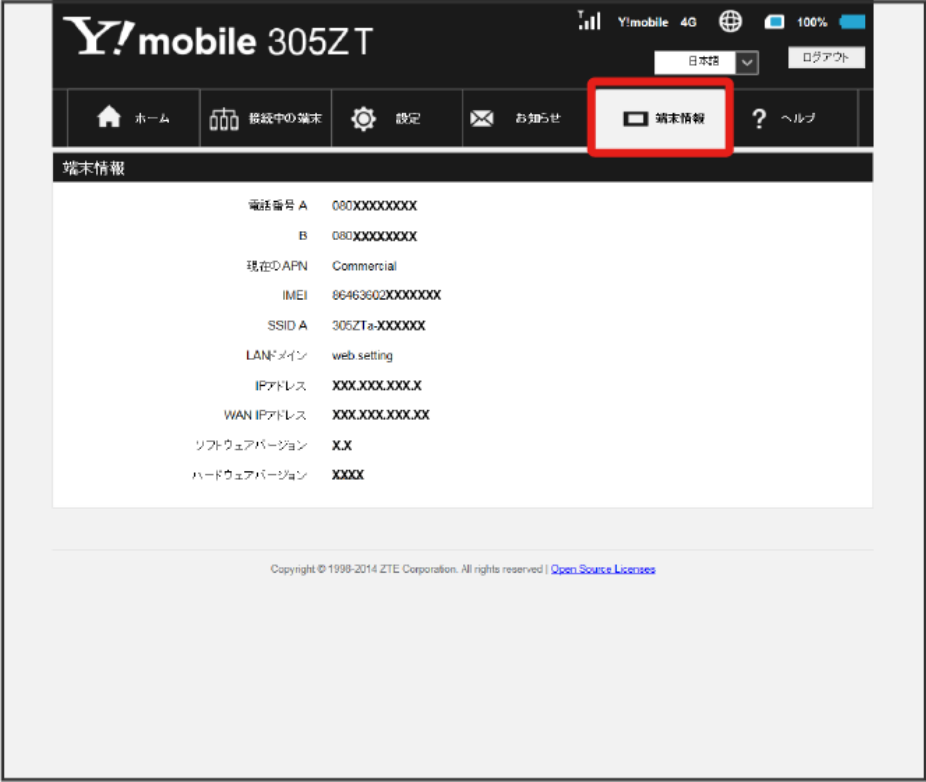 Y!mobile 305ZT
Y!mobile 4G 100%
日本語 ログアウト
ホーム 接続中の端末 設定 お知らせ 端末情報 ? ヘルプ
端末情報
電話番号 A 080XXXXXXXX
B 080XXXXXXXX
現在のAPN Commercial
IMEI 86463602XXXXXXX
SSID A 305ZTa-XXXXXX
LANドメイン web.setting
IPアドレス XXX.XXX.XXX.X
WAN IPアドレス XXX.XXX.XXX.XX
ソフトウェアバージョン X.X
ハードウェアバージョン XXXX
Copyright © 1998-2014 ZTE Corporation. All rights reserved | Open Source Licenses